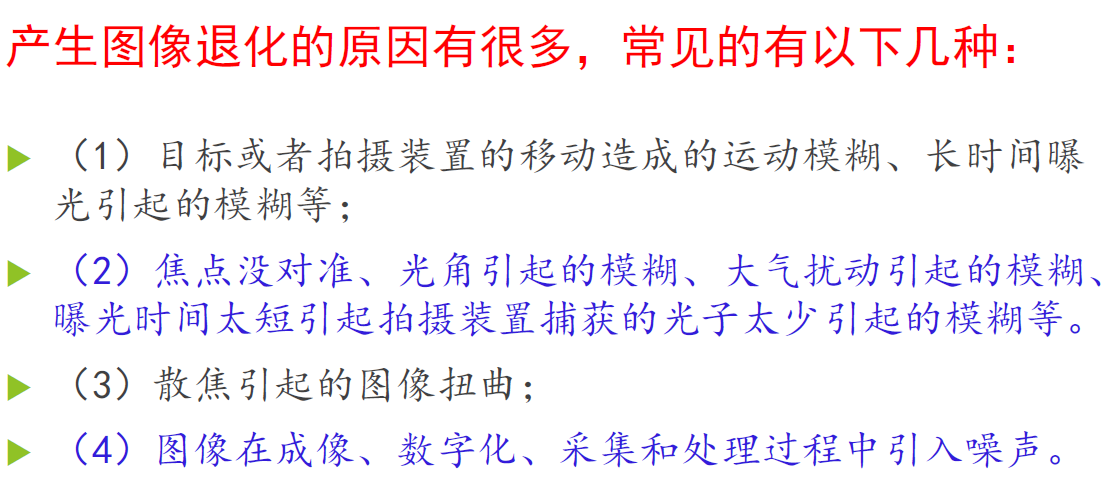 产生图像退化的原因有很多，常见的有以下几种：
（1）目标或者拍摄装置的移动造成的运动模糊、长时间曝
光引起的模糊等；
（2）焦点没对准、光角引起的模糊、大气扰动引起的模糊、
曝光时间太短引起拍摄装置捕获的光子太少引起的模糊等。
（3）散焦引起的图像扭曲；
（4）图像在成像、数字化、采集和处理过程中引入噪声。